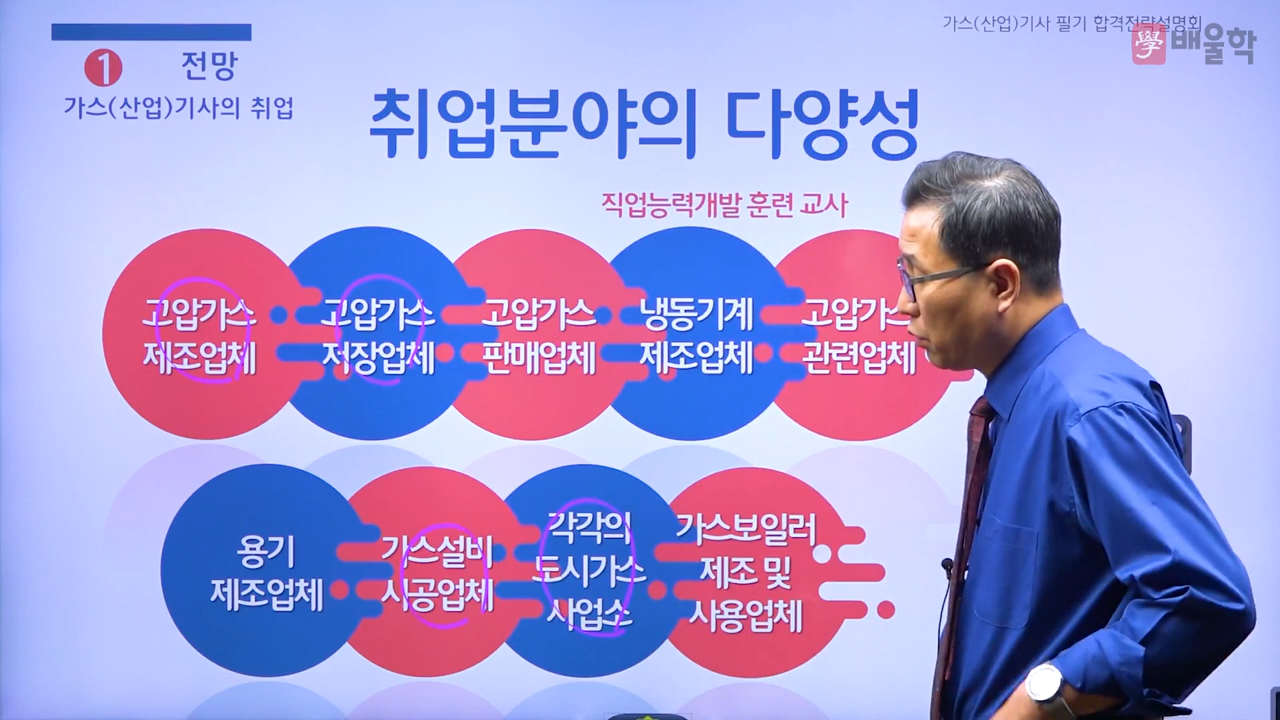 가스(산업)기사 필기 합격전략설명회
學 배울학
1 전망
가스(산업)기사의 취업
취업분야의 다양성
직업능력개발 훈련 교사
고압가스
제조업체
고압가스
저장업체
고압가스
판매업체
냉동기계
제조업체
고압가스
관련업체
용기
제조업체
가스설비
시공업체
각각의
도시가스
사업소
가스보일러
제조 및
사용업체